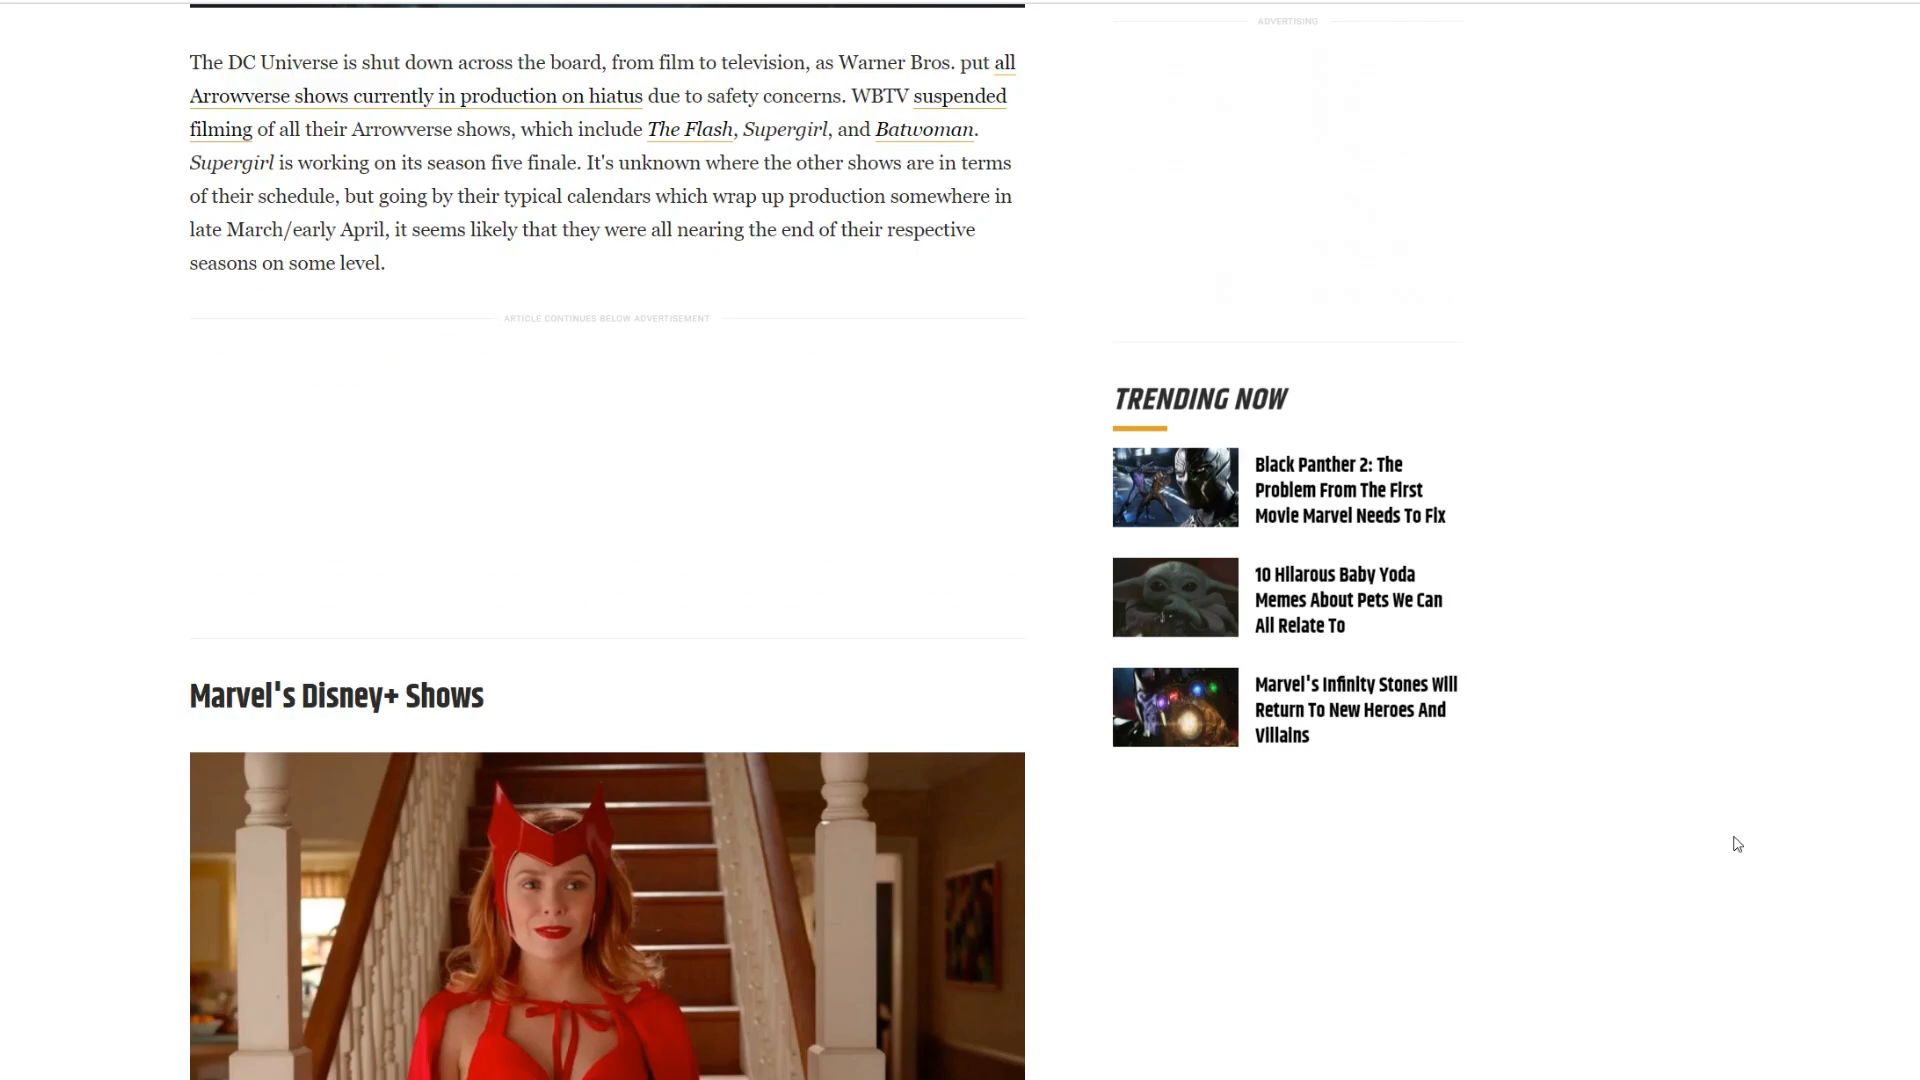 The DC Universe is shut down across the board, from film to television, as Warner Bros. put all
Arrowverse shows currently in production on hiatus due to safety concerns. WBTV suspended
filming of all their Arrowverse shows, which include The Flash, Supergirl, and Batwoman.
Supergirl is working on its season five finale. It's unknown where the other shows are in terms
of their schedule, but going by their typical calendars which wrap up production somewhere in
late March/early April, it seems likely that they were all nearing the end of their respective
seasons on some level.
ARTICLE CONTINUES BELOW ADVERTISEMENT
Marvel's Disney+ Shows
ADVERTISING
TRENDING NOW
Black Panther 2: The
Problem From The First
Movie Marvel Needs To Fix
10 Hilarious Baby Yoda
Memes About Pets We Can
All Relate To
Marvel's Infinity Stones Will
Return To New Heroes And
Villains